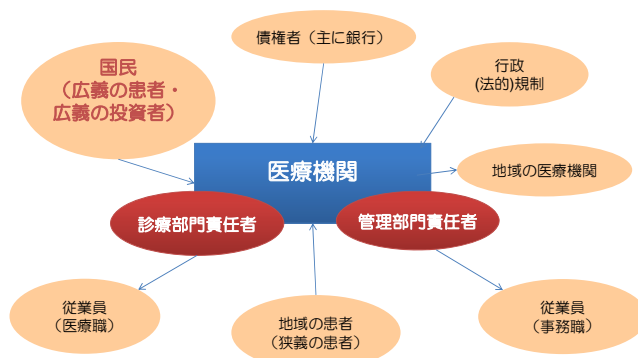 債権者（主に銀行）
国民
（広義の患者・
広義の投資者）
行政
(法的)規制
医療機関
地域の医療機関
診療部門責任者
管理部門責任者
従業員
（医療職）
地域の患者
（狭義の患者）
従業員
（事務職）